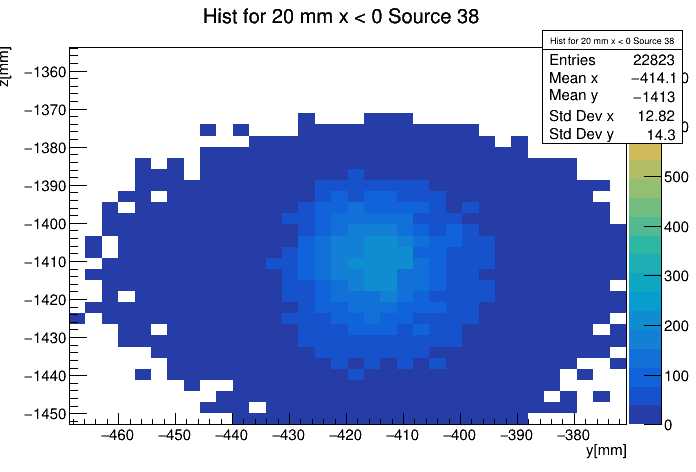 Hist for 20 mm x < 0 Source 38
Hist for 20 mm x < 0 Source 38
Entries 22823
Mean x −414.1
Mean y −1413
Std Dev x 12.82
Std Dev y 14.3
z[mm]
−1360
−1370
−1380
−1390
−1400
−1410
−1420
−1430
−1440
−1450
−460 −450 −440 −430 −420 −410 −400 −390 −380
y[mm]
500
400
300
200
100
0